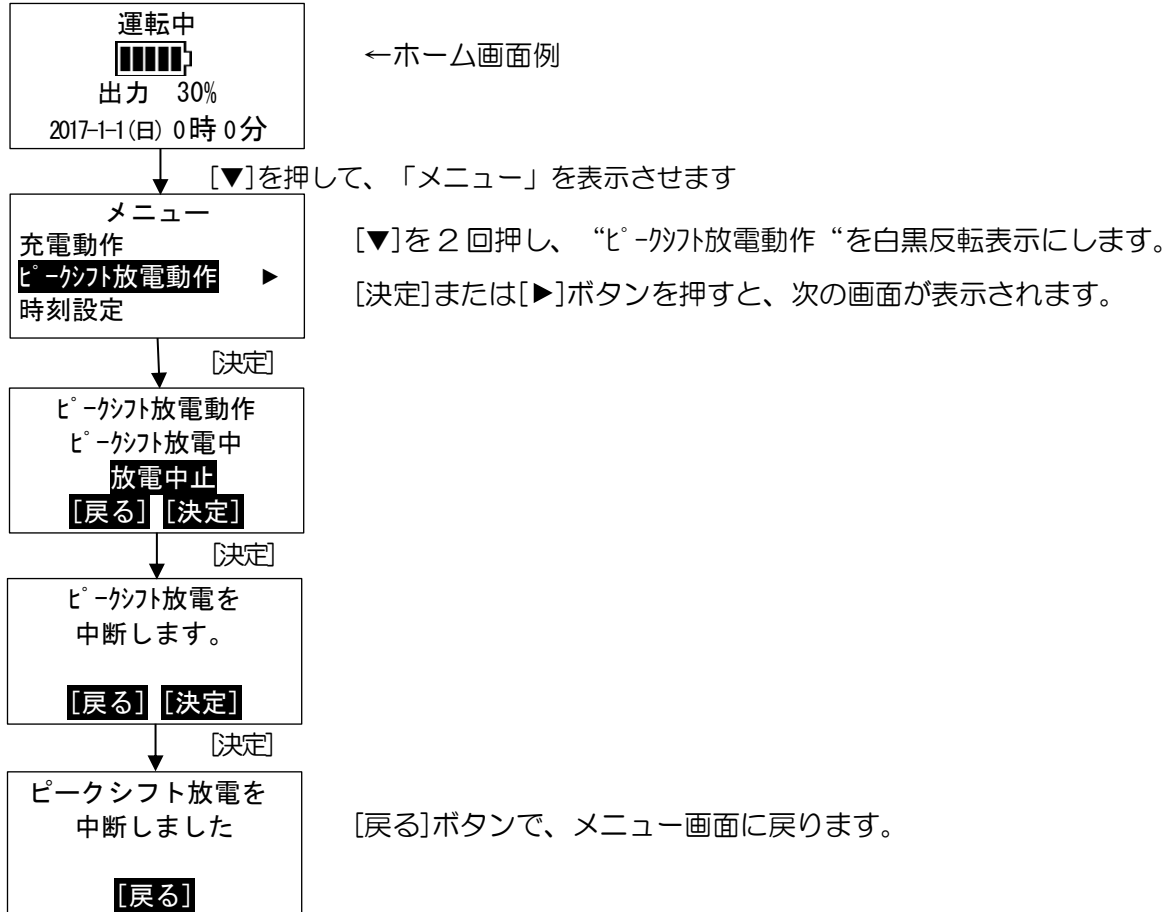 運転中
←ホーム画面例
出力 30%
2017-1-1(日) 0時0分
[▼]を押して、「メニュー」を表示させます
メニュー
充電動作
ﾋﾟｰｸｼﾌﾄ放電動作 ▶
時刻設定
[▼]を2回押し、“ﾋﾟｰｸｼﾌﾄ放電動作“を白黒反転表示にします。
[決定]または[▶]ボタンを押すと、次の画面が表示されます。
[決定]
ﾋﾟｰｸｼﾌﾄ放電動作
ﾋﾟｰｸｼﾌﾄ放電中
放電中止
[戻る] [決定]
[決定]
ﾋﾟｰｸｼﾌﾄ放電を
中断します。
[戻る] [決定]
[決定]
ピークシフト放電を
中断しました
[戻る]ボタンで、メニュー画面に戻ります。
[戻る]